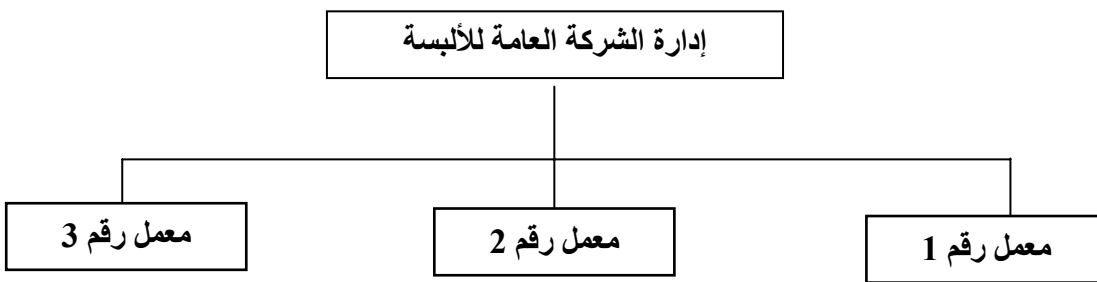 إدارة الشركة العامة للألبسة
معمل رقم 1
معمل رقم 2
معمل رقم 3